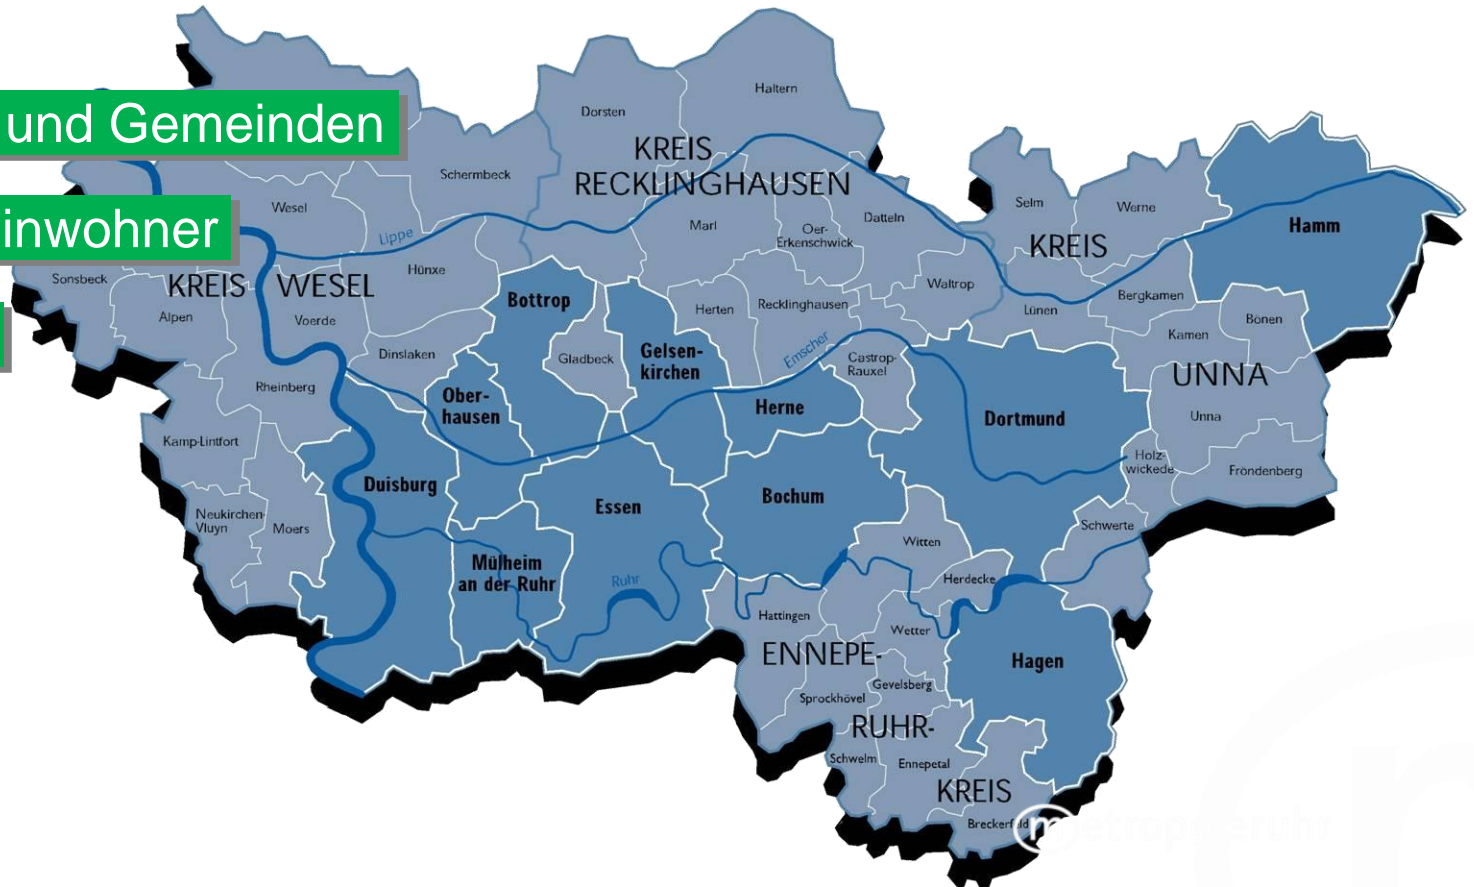 Haltern
Dorsten
und Gemeinden
KREIS
RECKLINGHAUSEN
Schermbeck
Wesel
Selm
Werne
Marl
Datteln
Oer-
Erkenschwick
Hamm
inwohner
Lippe
KREIS
Hünxe
Sonsbeck
KREIS WESEL
Waltrop
Bergkamen
Bottrop
Herten
Recklinghausen
Lünen
Alpen
Voerde
Bönen
Kamen
Dinslaken
Gladbeck
Gelsen-
kirchen
Emscher
Castrop-
Rauxel
UNNA
Rheinberg
Ober-
hausen
Herne
Dortmund
Unna
Kamp-Lintfort
Holz-
wickede
Fröndenberg
Duisburg
Bochum
Essen
Neukirchen-
Vluyn
Moers
Schwerte
Witten
Mülheim
an der Ruhr
Ruhr
Herdecke
Hattingen
Wetter
ENNEPE-
Hagen
Gevelsberg
Sprockhövel
RUHR-
Schwelm
Ennepetal
KREIS
Breckerfeld
metropoleruhr